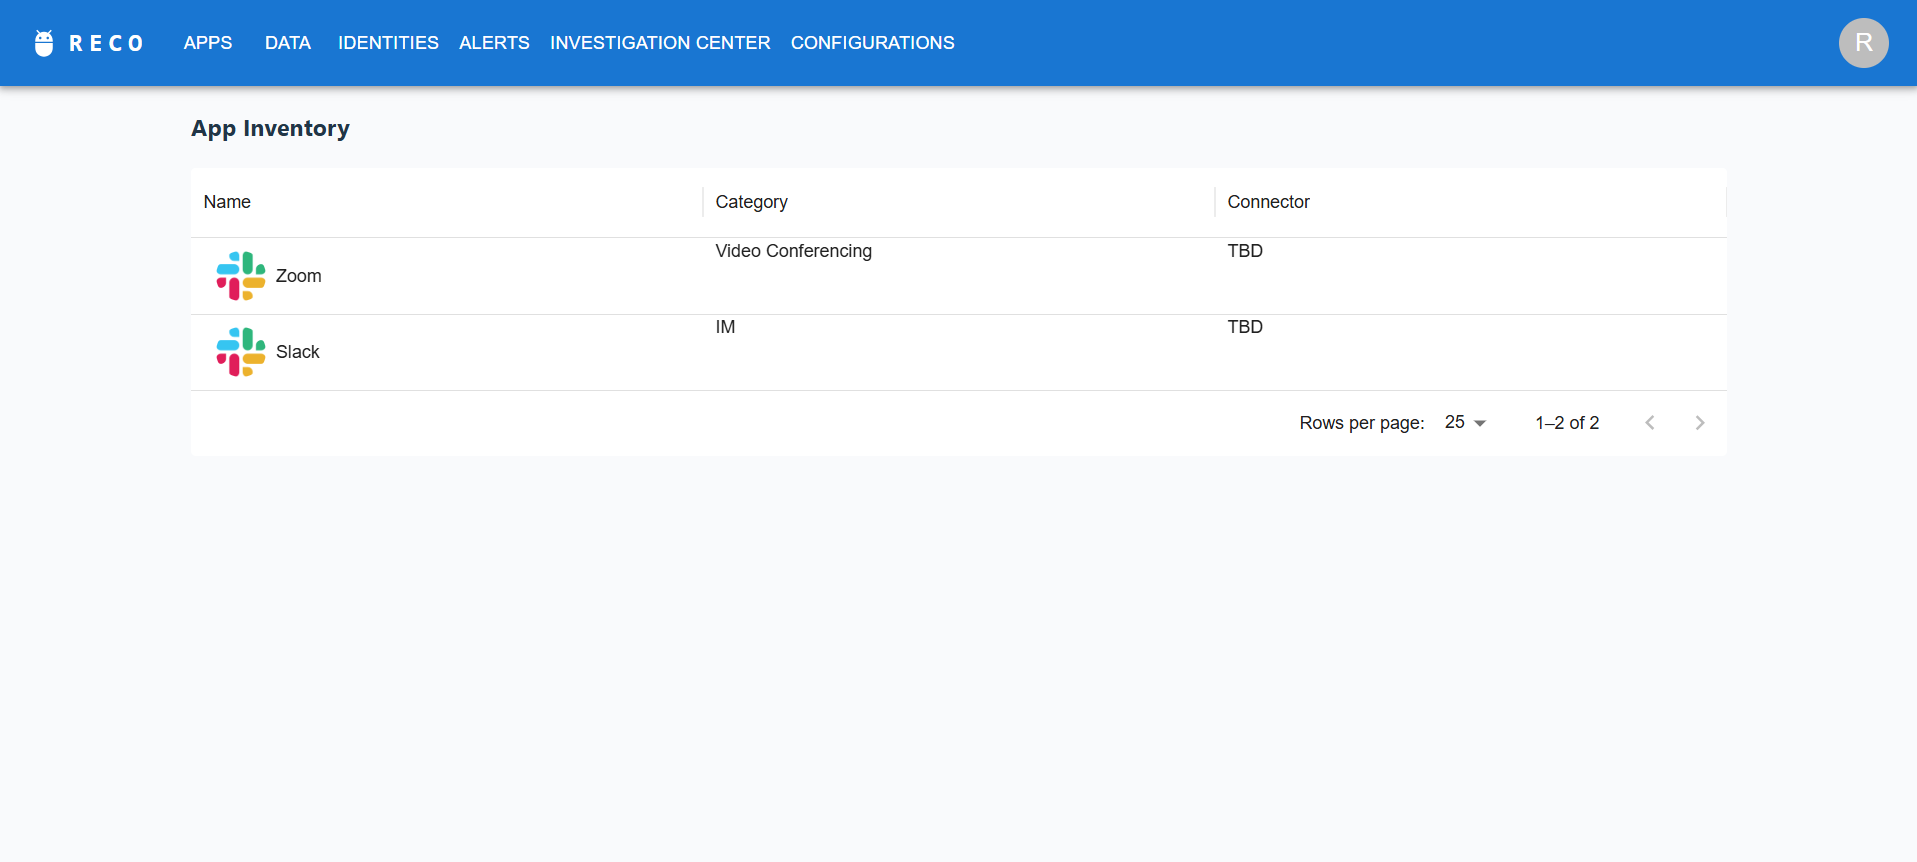 RECO APPS DATA IDENTITIES ALERTS INVESTIGATION CENTER CONFIGURATIONS R
App Inventory
Name Category Connector
Zoom Video Conferencing TBD
Slack IM TBD
Rows per page: 25 1–2 of 2